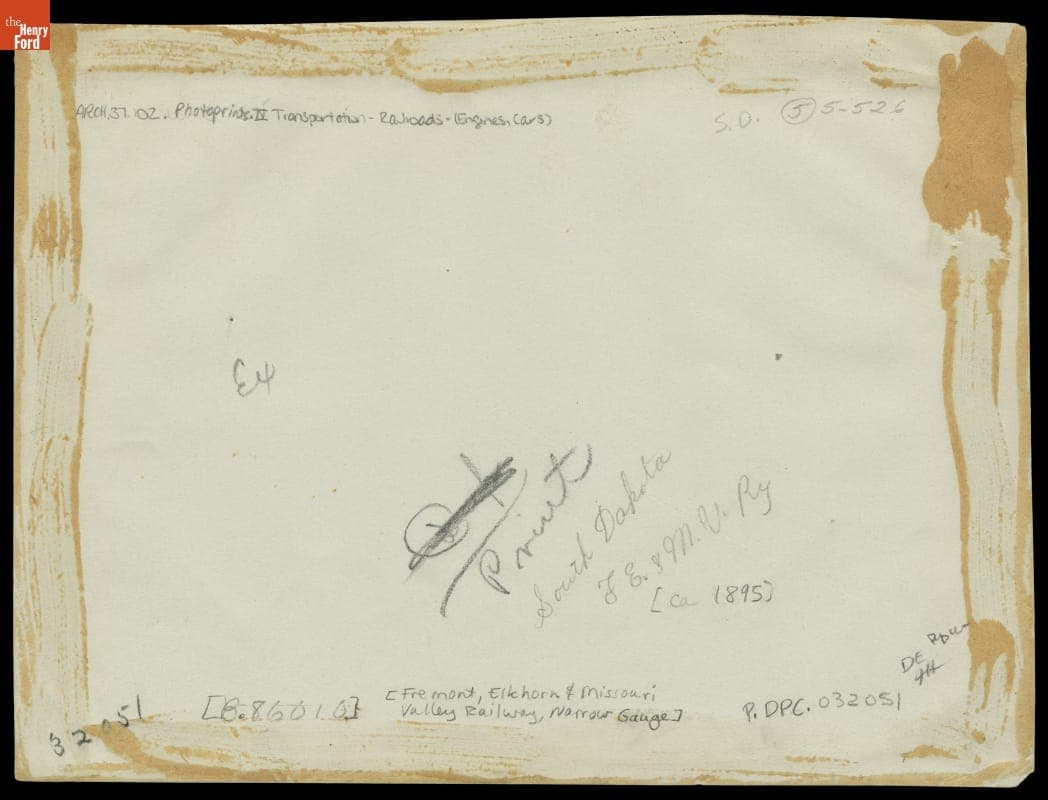 the
Henry
Ford
ARCH.37.102. Photoprints.IV Transportation - Railroads - (Engines, Cars)
S.D. 5 5-526
E4
Print
South Dakota
F E. & M. V. Ry
[ca 1895]
DE
[B.86010]
[Fremont, Elkhorn & Missouri
Valley Railway, Narrow Gauge]
P. DPC. 032051
32051